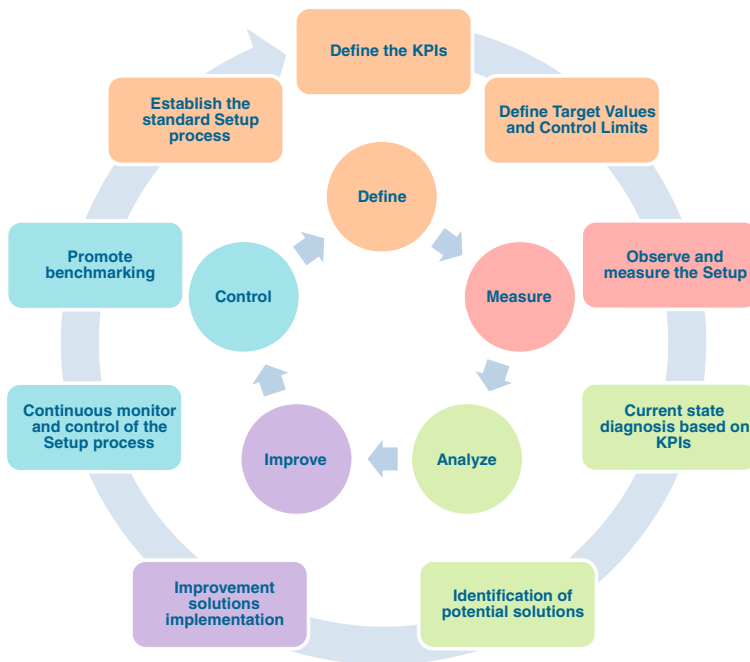 Define the KPIs
Establish the
standard Setup
process
Define Target Values
and Control Limits
Define
Promote
benchmarking
Control
Measure
Observe and
measure the Setup
Continuous monitor
and control of the
Setup process
Improve
Analyze
Current state
diagnosis based on
KPIs
Improvement
solutions
implementation
Identification of
potential solutions